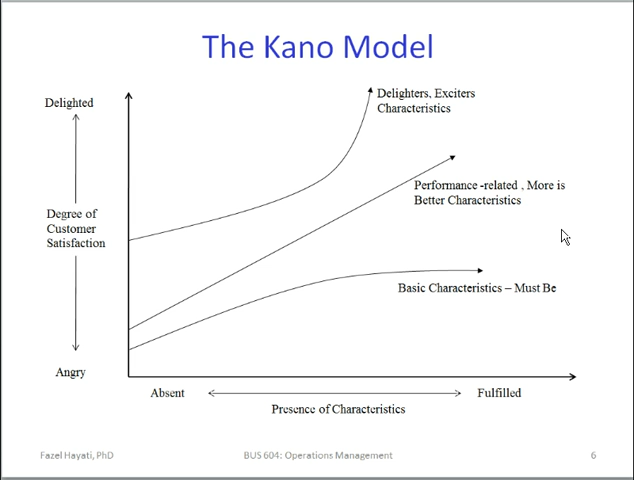 The Kano Model
Delighted
Delighters, Exciters
Characteristics
Performance -related , More is
Better Characteristics
Degree of
Customer
Satisfaction
Basic Characteristics – Must Be
Angry
Absent
Fulfilled
Presence of Characteristics
Fazel Hayati, PhD
BUS 604: Operations Management
6